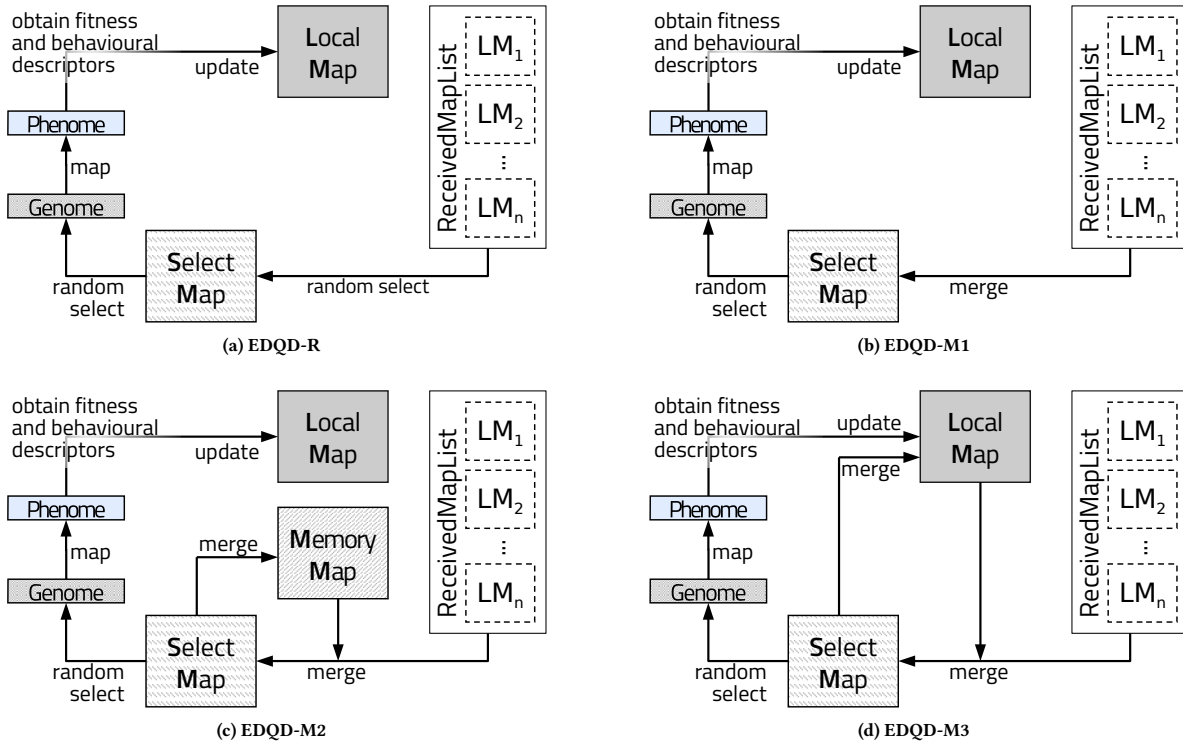 obtain fitness
and behavioural
descriptors
update
Local
Map
ReceivedMapList
LM1
LM2
...
LMn
Phenome
map
Genome
random
select
Select
Map
random select
(a) EDQD-R
obtain fitness
and behavioural
descriptors
update
Local
Map
ReceivedMapList
LM1
LM2
...
LMn
Phenome
map
Genome
random
select
Select
Map
merge
(b) EDQD-M1
obtain fitness
and behavioural
descriptors
update
Local
Map
ReceivedMapList
LM1
LM2
...
LMn
Phenome
map
Genome
merge
Memory
Map
random
select
Select
Map
merge
(c) EDQD-M2
obtain fitness
and behavioural
descriptors
update
merge
Local
Map
ReceivedMapList
LM1
LM2
...
LMn
Phenome
map
Genome
random
select
Select
Map
merge
(d) EDQD-M3